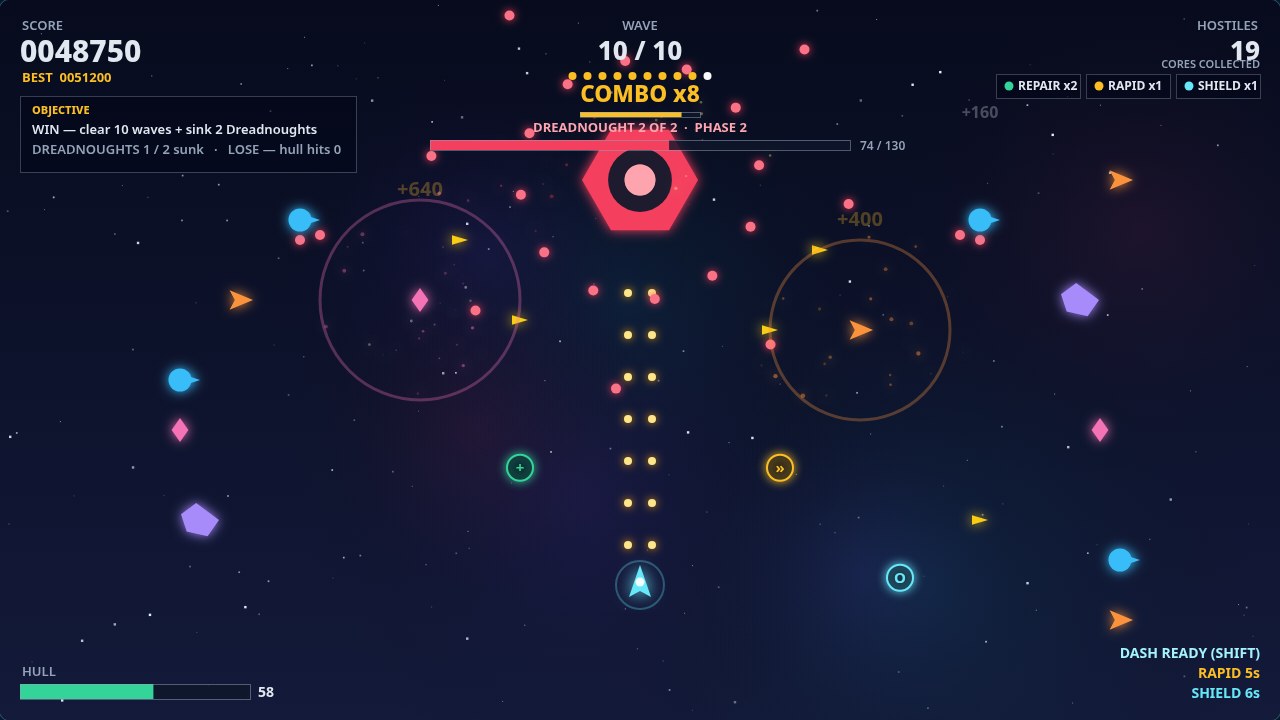 SCORE
0048750
BEST 0051200
OBJECTIVE
WIN — clear 10 waves + sink 2 Dreadnoughts
DREADNOUGHTS 1 / 2 sunk · LOSE — hull hits 0
WAVE
10 / 10
COMBO x8
DREADNOUGHT 2 OF 2 · PHASE 2
74 / 130
HOSTILES
19
CORES COLLECTED
REPAIR x2
RAPID x1
SHIELD x1
+160
+640
+400
+
»
O
HULL
58
DASH READY (SHIFT)
RAPID 5s
SHIELD 6s